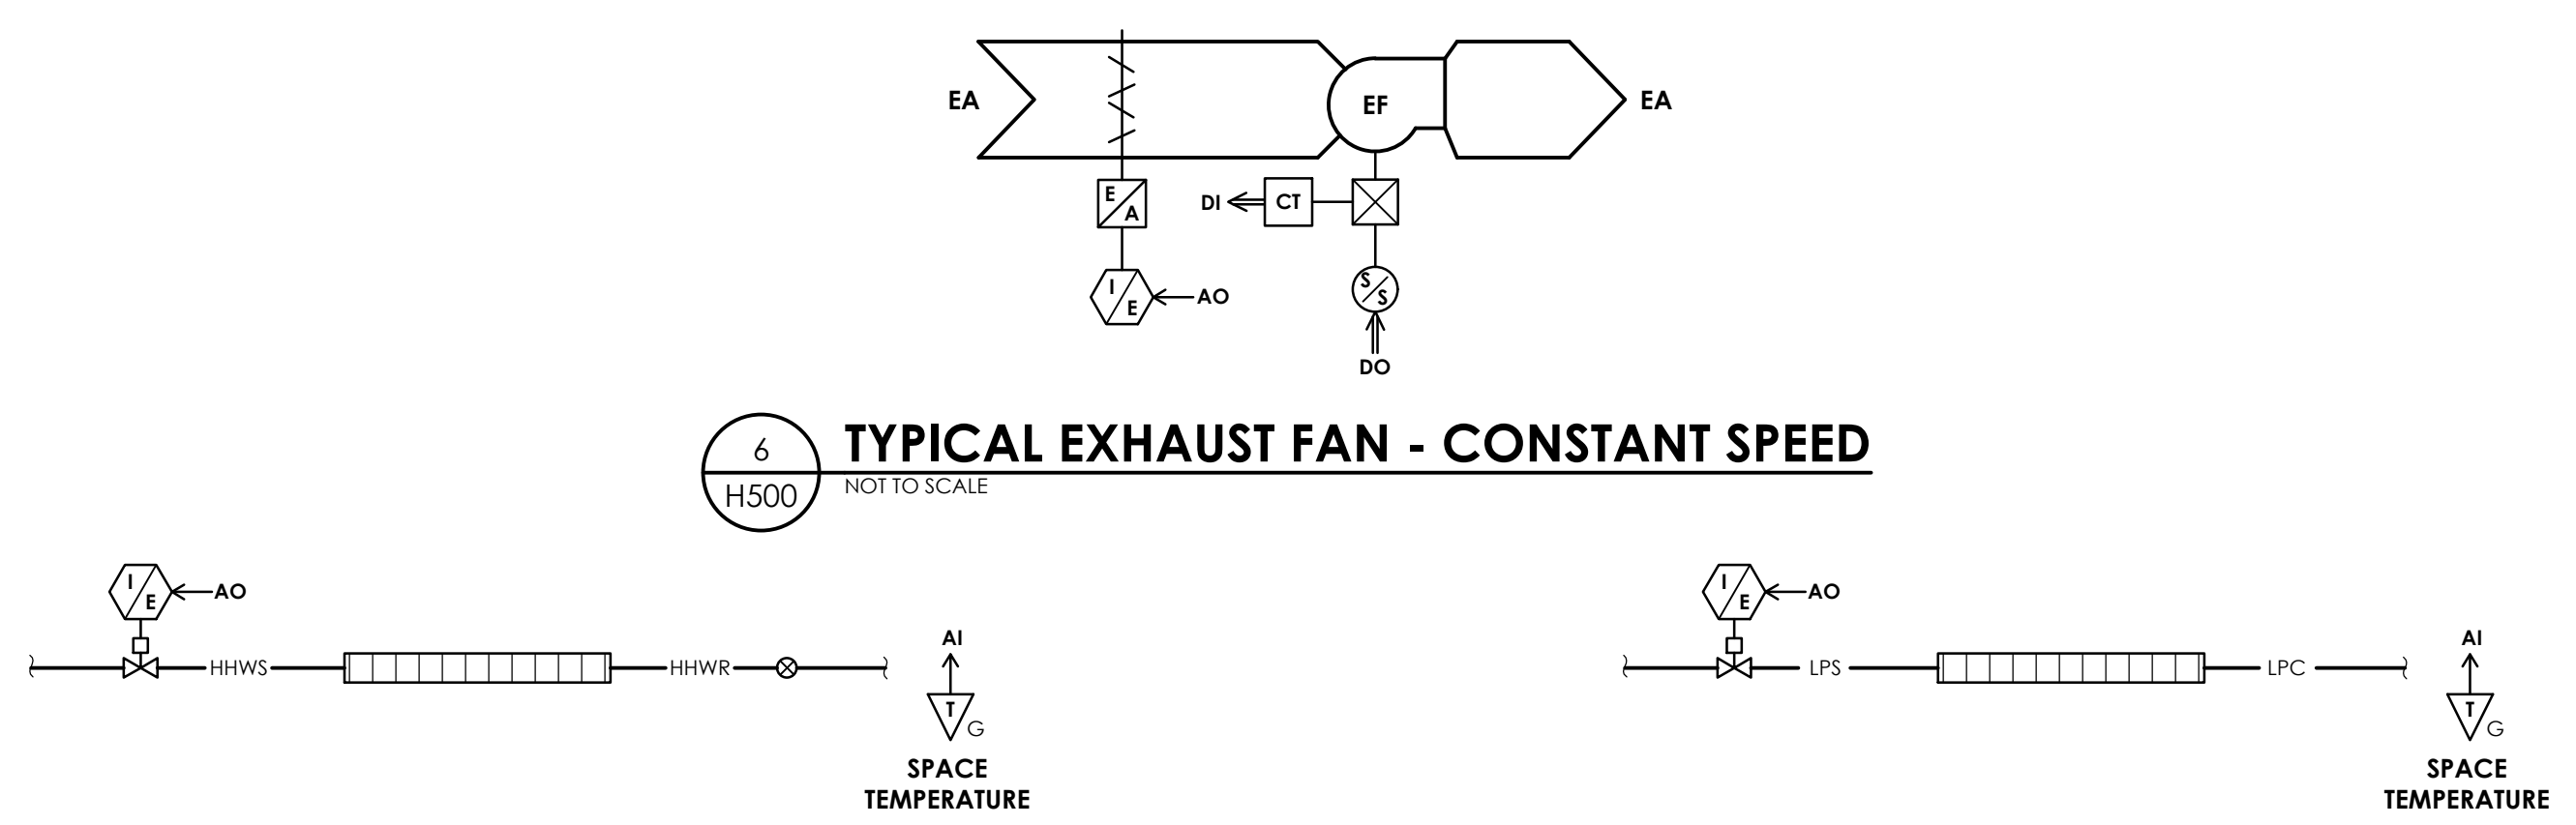 EA
EF
EA
E
A
DI
CT
I
E
AO
S
S
DO
6
H500
TYPICAL EXHAUST FAN - CONSTANT SPEED
NOT TO SCALE
I
E
AO
HHWS
HHWR
AI
T
G
SPACE
TEMPERATURE
I
E
AO
LPS
LPC
AI
T
G
SPACE
TEMPERATURE